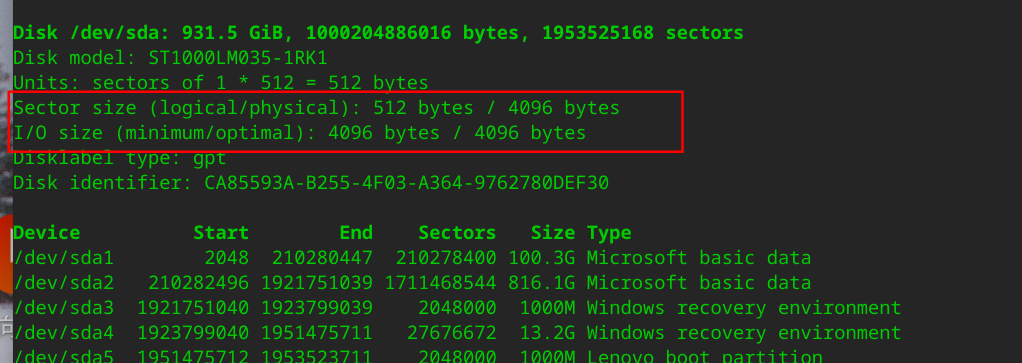 Disk /dev/sda: 931.5 GiB, 1000204886016 bytes, 1953525168 sectors
Disk model: ST1000LM035-1RK1
Units: sectors of 1 * 512 = 512 bytes
Sector size (logical/physical): 512 bytes / 4096 bytes
I/O size (minimum/optimal): 4096 bytes / 4096 bytes
Disklabel type: gpt
Disk identifier: CA85593A-B255-4F03-A364-9762780DEF30
Device Start End Sectors Size Type
/dev/sda1 2048 210280447 210278400 100.3G Microsoft basic data
/dev/sda2 210282496 1921751039 1711468544 816.1G Microsoft basic data
/dev/sda3 1921751040 1923799039 2048000 1000M Windows recovery environment
/dev/sda4 1923799040 1951475711 27676672 13.2G Windows recovery environment
/dev/sda5 1951475712 1953523711 2048000 1000M Lenovo boot partition